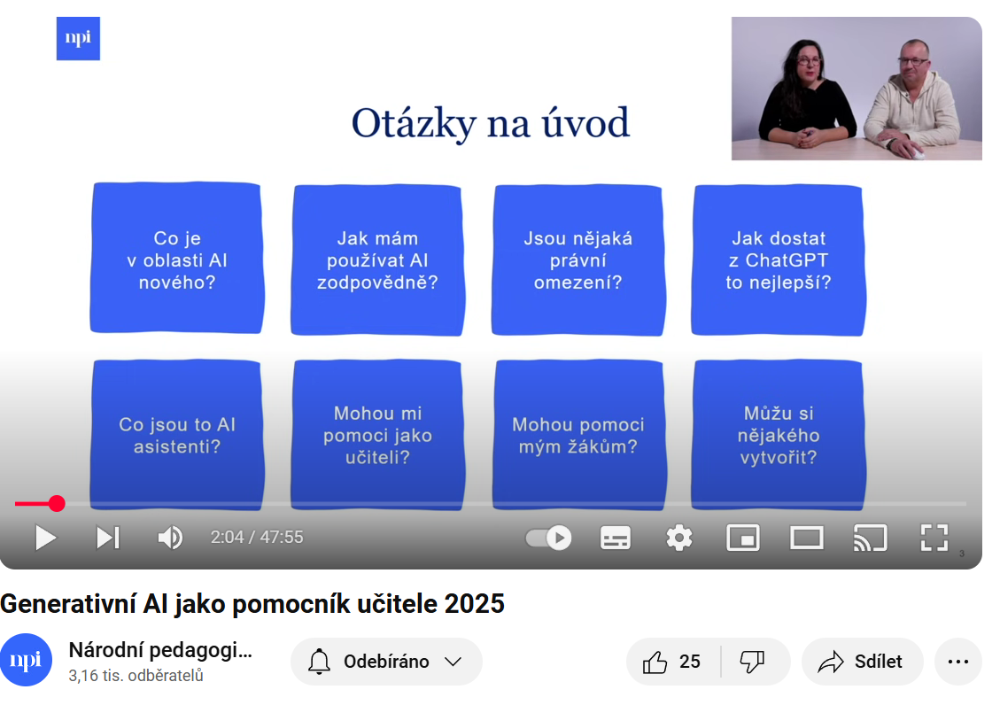 npi
Otázky na úvod
Co je
v oblasti AI
nového?
Jak mám
používat AI
zodpovědně?
Jsou nějaká
právní
omezení?
Jak dostat
z ChatGPT
to nejlepší?
Co jsou to AI
asistenti?
Mohou mi
pomoci jako
učiteli?
Mohou pomoci
mým žákům?
Můžu si
nějakého
vytvořit?
2:04 / 47:55
3
Generativní AI jako pomocník učitele 2025
npi
Národní pedagogi...
3,16 tis. odběratelů
Odebíráno
25
Sdílet